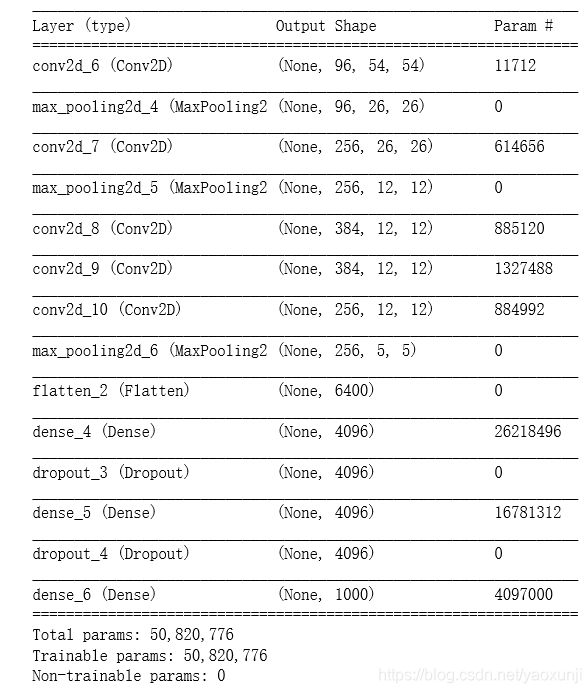 Layer (type) Output Shape Param #
conv2d_6 (Conv2D) (None, 96, 54, 54) 11712
max_pooling2d_4 (MaxPooling2 (None, 96, 26, 26) 0
conv2d_7 (Conv2D) (None, 256, 26, 26) 614656
max_pooling2d_5 (MaxPooling2 (None, 256, 12, 12) 0
conv2d_8 (Conv2D) (None, 384, 12, 12) 885120
conv2d_9 (Conv2D) (None, 384, 12, 12) 1327488
conv2d_10 (Conv2D) (None, 256, 12, 12) 884992
max_pooling2d_6 (MaxPooling2 (None, 256, 5, 5) 0
flatten_2 (Flatten) (None, 6400) 0
dense_4 (Dense) (None, 4096) 26218496
dropout_3 (Dropout) (None, 4096) 0
dense_5 (Dense) (None, 4096) 16781312
dropout_4 (Dropout) (None, 4096) 0
dense_6 (Dense) (None, 1000) 4097000
Total params: 50,820,776
Trainable params: 50,820,776
Non-trainable params: 0
https://blog.csdn.net/yaoxunji